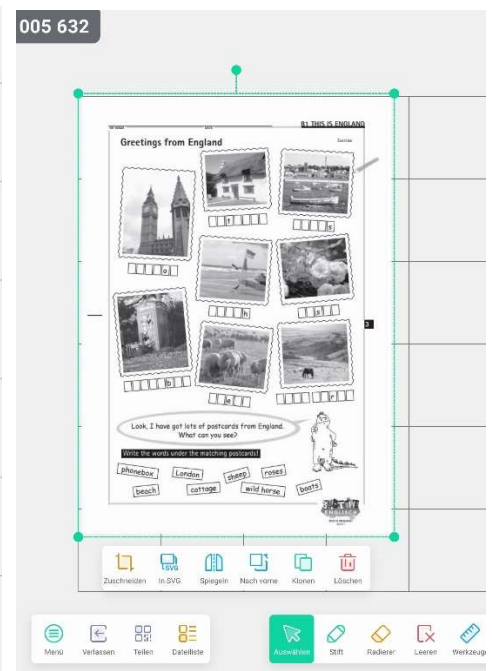 005 632
B1 THIS IS ENGLAND
Greetings from England
t
s
o
h
s
b
e
r
3
Look, I have got lots of postcards from England.
What can you see?
Write the words under the matching postcards!
phonebox
London
sheep
roses
beach
cottage
wild horse
boats
ENGLISCH
Zuschneiden
In SVG
Spiegeln
Nach vorne
Klonen
Löschen
Menü
Verlassen
Teilen
Dateiliste
Auswählen
Stift
Radierer
Leeren
Werkzeuge